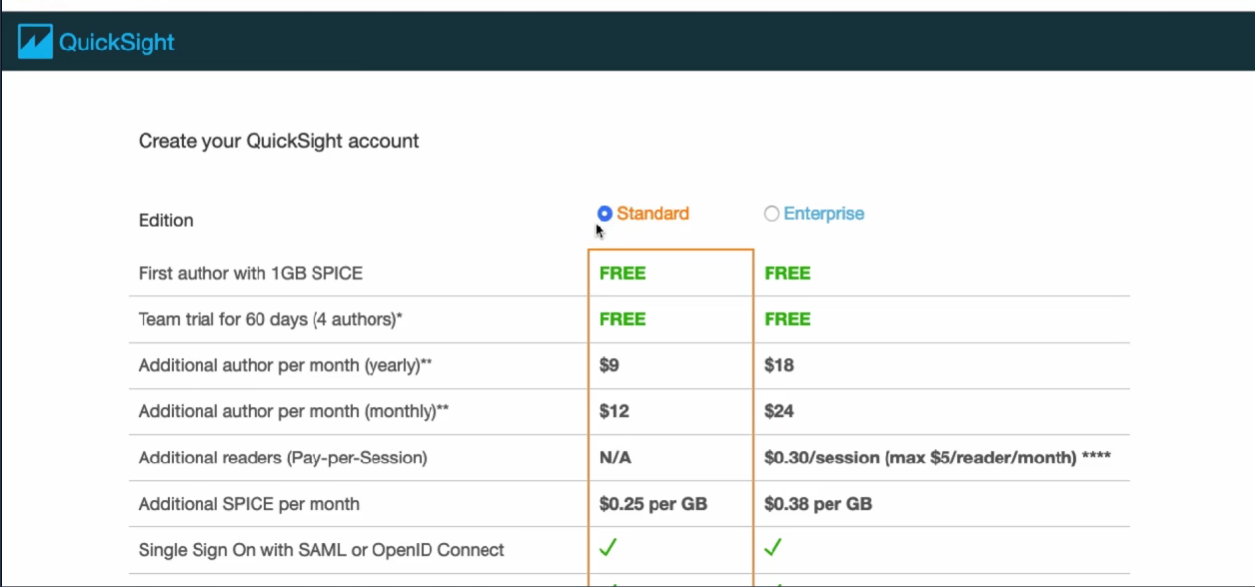 QuickSight
Create your QuickSight account
Edition Standard Enterprise
First author with 1GB SPICE FREE FREE
Team trial for 60 days (4 authors)* FREE FREE
Additional author per month (yearly)** $9 $18
Additional author per month (monthly)** $12 $24
Additional readers (Pay-per-Session) N/A $0.30/session (max $5/reader/month) ****
Additional SPICE per month $0.25 per GB $0.38 per GB
Single Sign On with SAML or OpenID Connect ✓ ✓